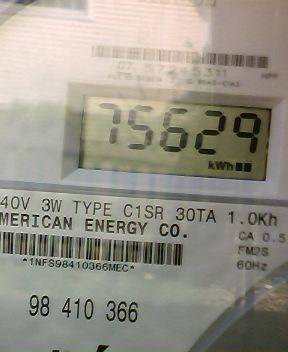 75629
kWh
40V 3W TYPE C1SR 30TA 1.0Kh
MERICAN ENERGY CO.
CA 0.5
FM2S
60Hz
*1NFS98410366MEC*
98 410 366